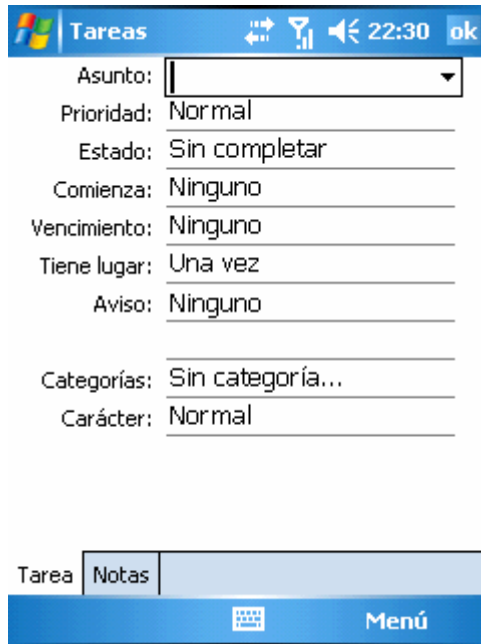 Tareas 22:30 ok
Asunto:
Prioridad: Normal
Estado: Sin completar
Comienza: Ninguno
Vencimiento: Ninguno
Tiene lugar: Una vez
Aviso: Ninguno
Categorías: Sin categoría...
Carácter: Normal
Tarea Notas
Menú